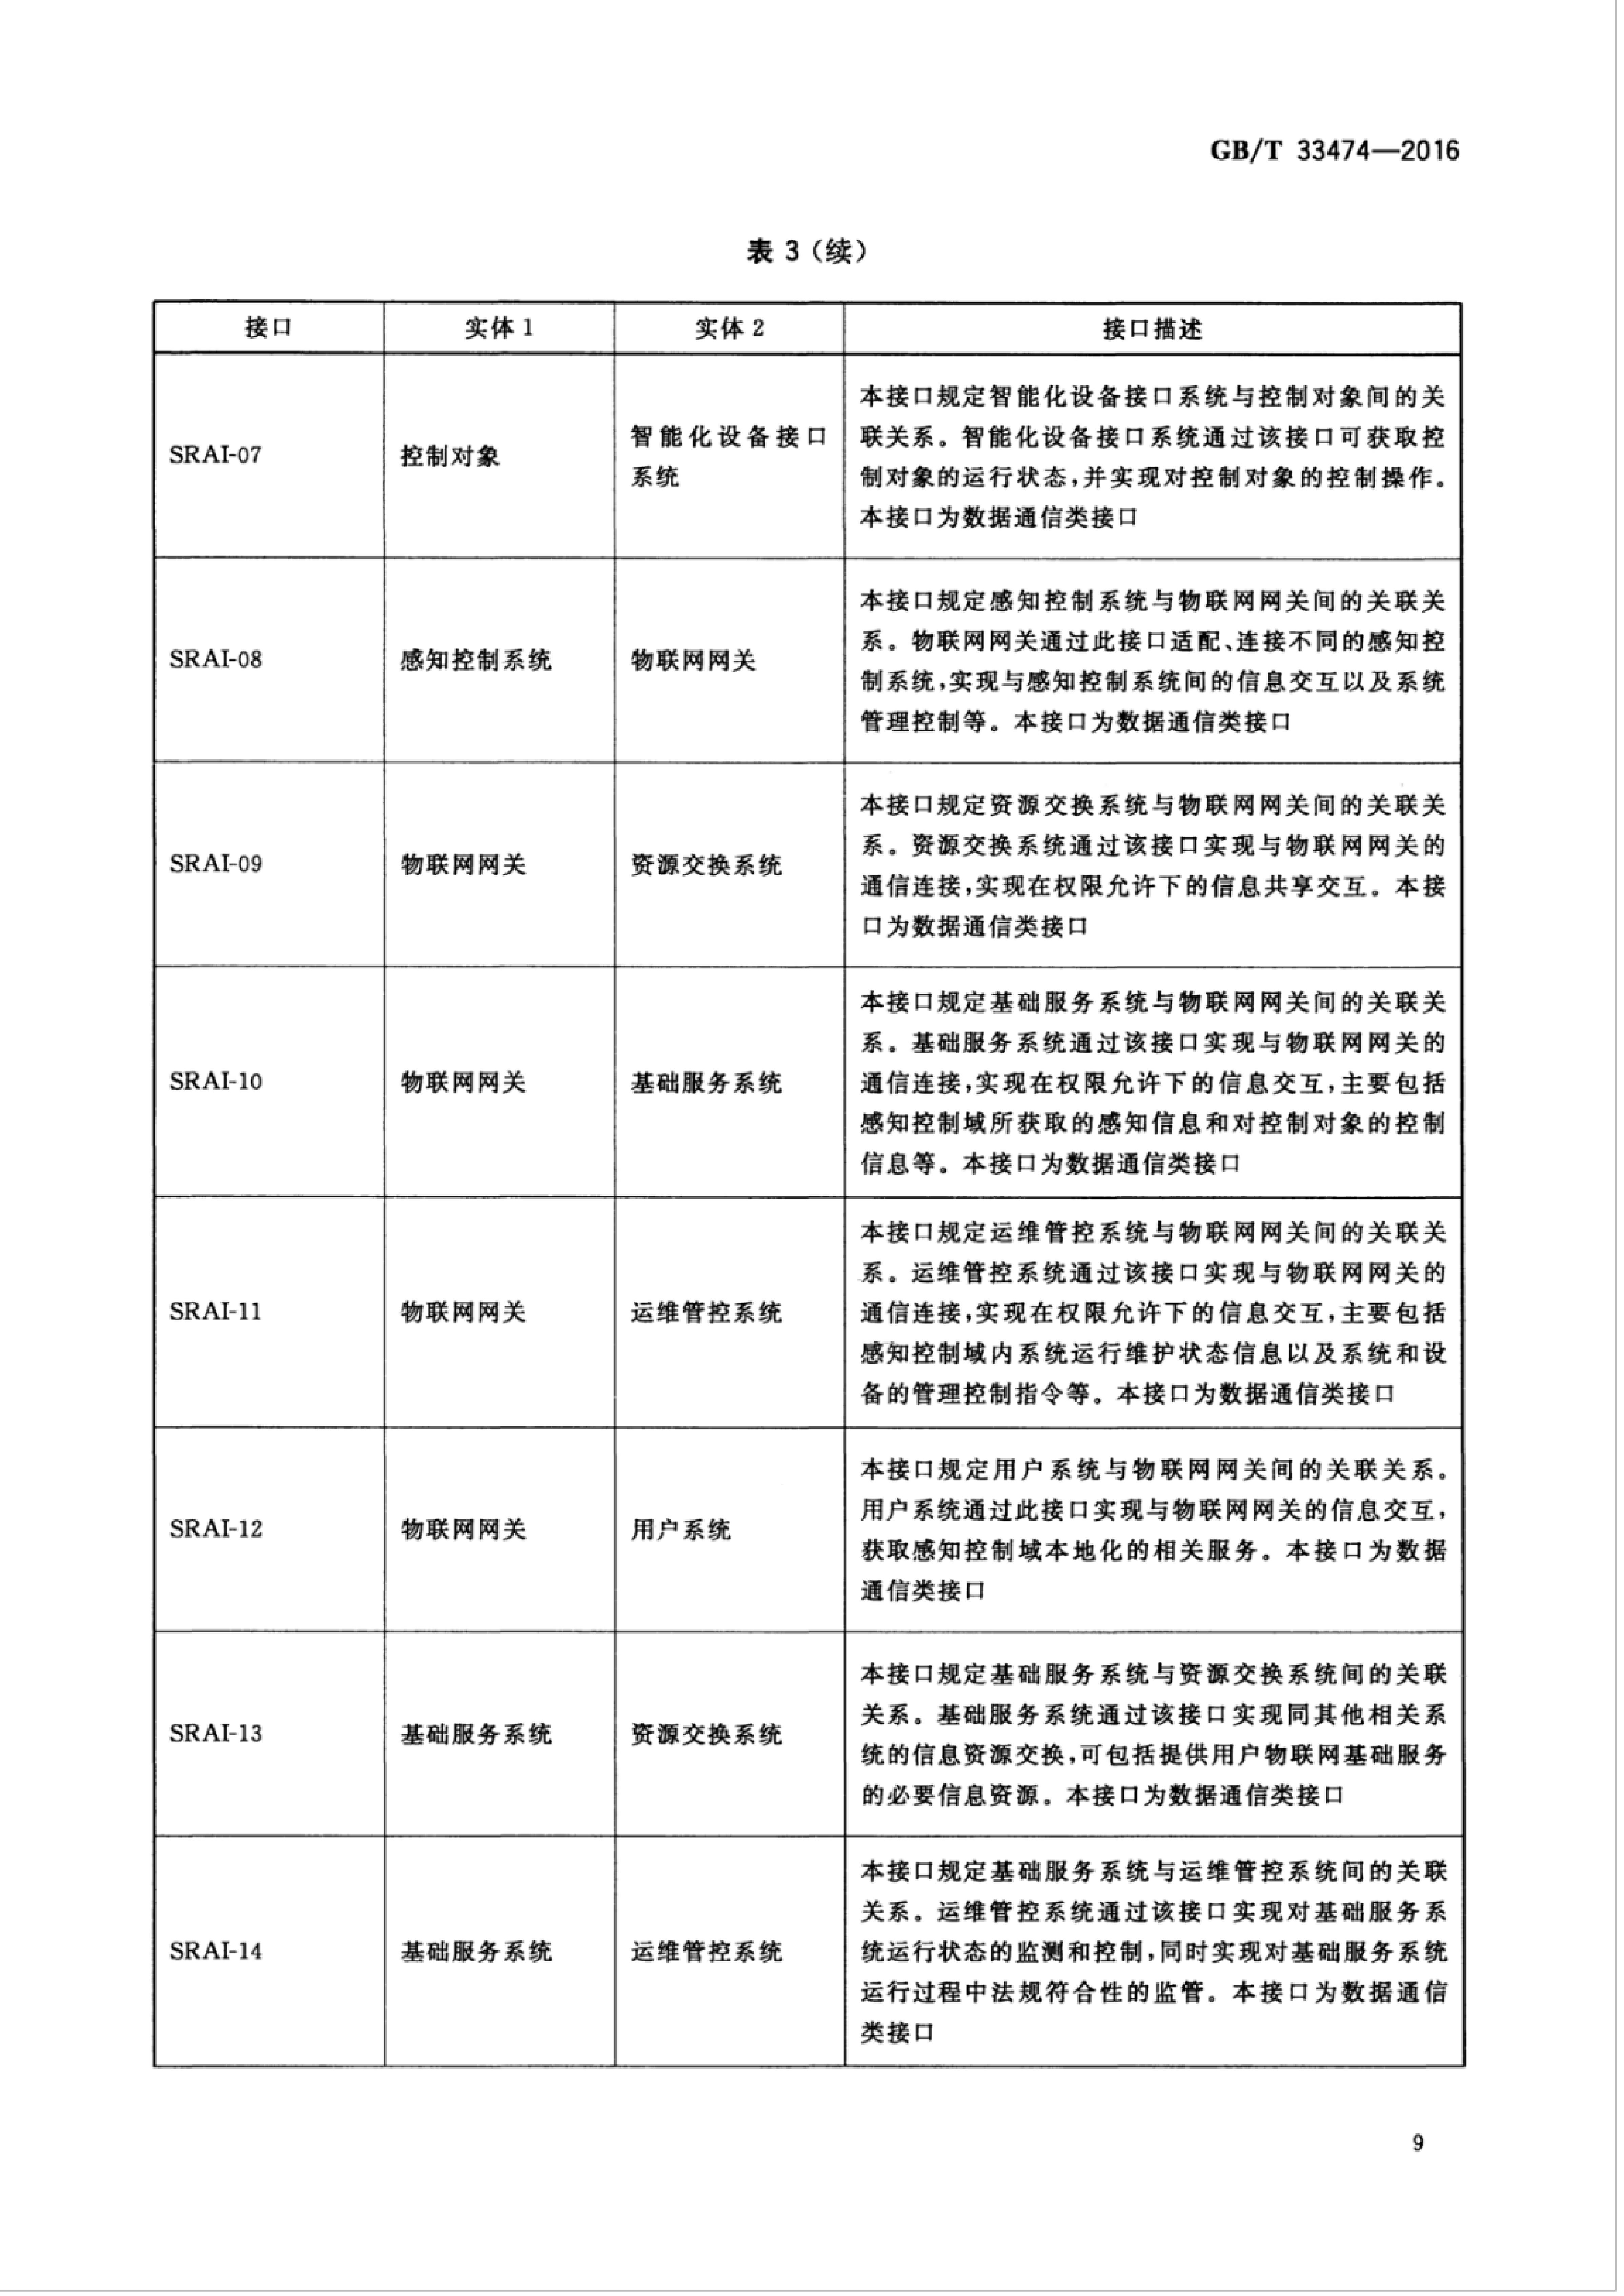 GB/T 33474—2016
表 3（续）
接口 实体 1 实体 2 接口描述
SRAI-07
控制对象
智能化设备接口
系统
本接口规定智能化设备接口系统与控制对象间的关
联关系。智能化设备接口系统通过该接口可获取控
制对象的运行状态,并实现对控制对象的控制操作。
本接口为数据通信类接口
SRAI-08
感知控制系统
物联网网关
本接口规定感知控制系统与物联网网关间的关联关
系。物联网网关通过此接口适配、连接不同的感知控
制系统,实现与感知控制系统间的信息交互以及系统
管理控制等。本接口为数据通信类接口
SRAI-09
物联网网关
资源交换系统
本接口规定资源交换系统与物联网网关间的关联关
系。资源交换系统通过该接口实现与物联网网关的
通信连接,实现在权限允许下的信息共享交互。本接
口为数据通信类接口
SRAI-10
物联网网关
基础服务系统
本接口规定基础服务系统与物联网网关间的关联关
系。基础服务系统通过该接口实现与物联网网关的
通信连接,实现在权限允许下的信息交互,主要包括
感知控制域所获取的感知信息和对控制对象的控制
信息等。本接口为数据通信类接口
SRAI-11
物联网网关
运维管控系统
本接口规定运维管控系统与物联网网关间的关联关
系。运维管控系统通过该接口实现与物联网网关的
通信连接,实现在权限允许下的信息交互,主要包括
感知控制域内系统运行维护状态信息以及系统和设
备的管理控制指令等。本接口为数据通信类接口
SRAI-12
物联网网关
用户系统
本接口规定用户系统与物联网网关间的关联关系。
用户系统通过此接口实现与物联网网关的信息交互,
获取感知控制域本地化的相关服务。本接口为数据
通信类接口
SRAI-13
基础服务系统
资源交换系统
本接口规定基础服务系统与资源交换系统间的关联
关系。基础服务系统通过该接口实现同其他相关系
统的信息资源交换,可包括提供用户物联网基础服务
的必要信息资源。本接口为数据通信类接口
SRAI-14
基础服务系统
运维管控系统
本接口规定基础服务系统与运维管控系统间的关联
关系。运维管控系统通过该接口实现对基础服务系
统运行状态的监测和控制,同时实现对基础服务系统
运行过程中法规符合性的监管。本接口为数据通信
类接口
9